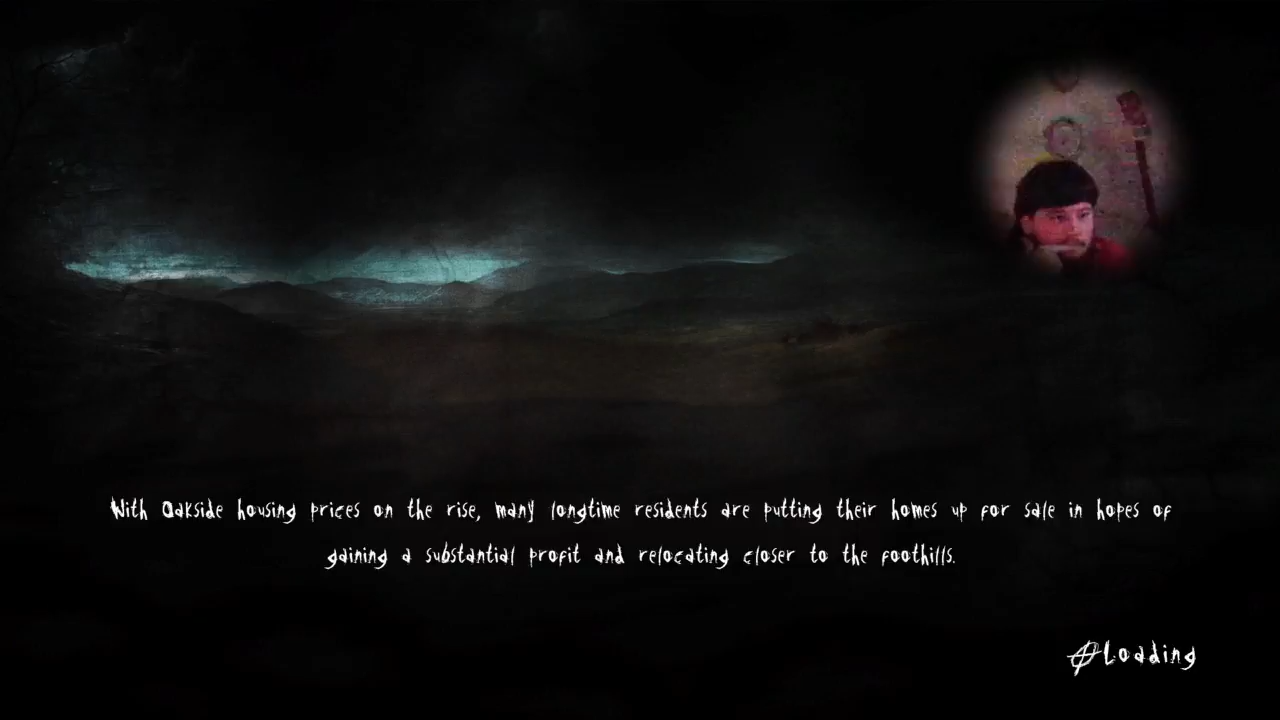 With Oakside housing prices on the rise, many longtime residents are putting their homes up for sale in hopes of
gaining a substantial profit and relocating closer to the foothills.
Loading